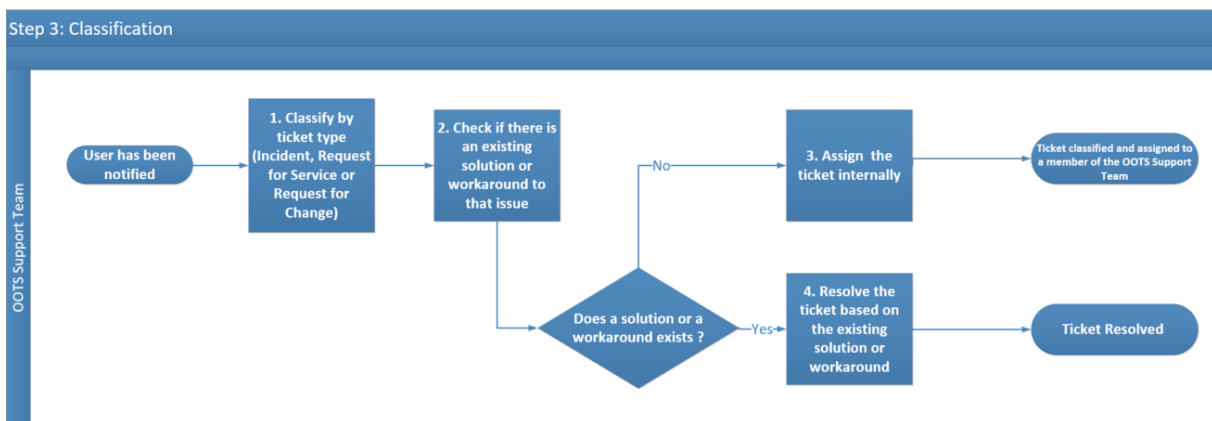 Step 3: Classification
OOTS Support Team
User has been
notified
1. Classify by
ticket type
(Incident, Request
for Service or
Request for
Change)
2. Check if there is
an existing
solution or
workaround to
that issue
Does a solution or a
workaround exists ?
No
3. Assign the
ticket internally
Ticket classified and assigned to
a member of the OOTS Support
Team
Yes
4. Resolve the
ticket based on
the existing
solution or
workaround
Ticket Resolved